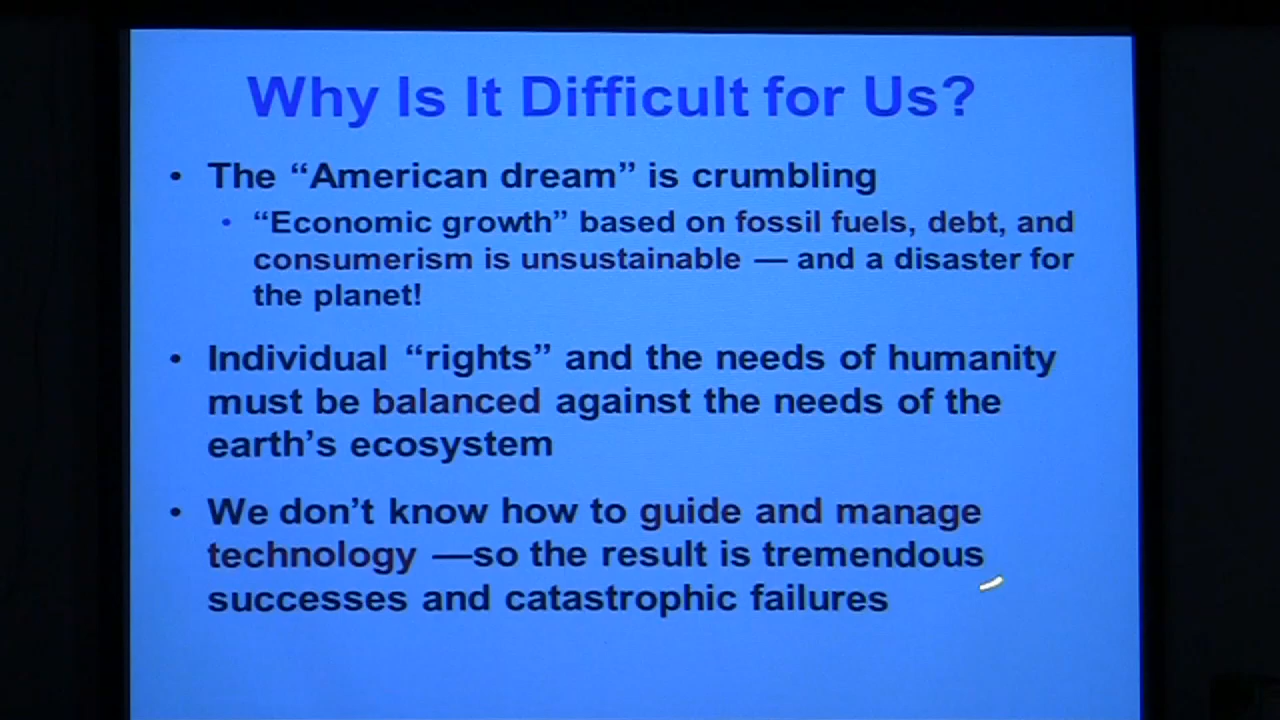 Why Is It Difficult for Us?
• The “American dream” is crumbling
• “Economic growth” based on fossil fuels, debt, and
consumerism is unsustainable — and a disaster for
the planet!
• Individual “rights” and the needs of humanity
must be balanced against the needs of the
earth’s ecosystem
• We don’t know how to guide and manage
technology —so the result is tremendous
successes and catastrophic failures